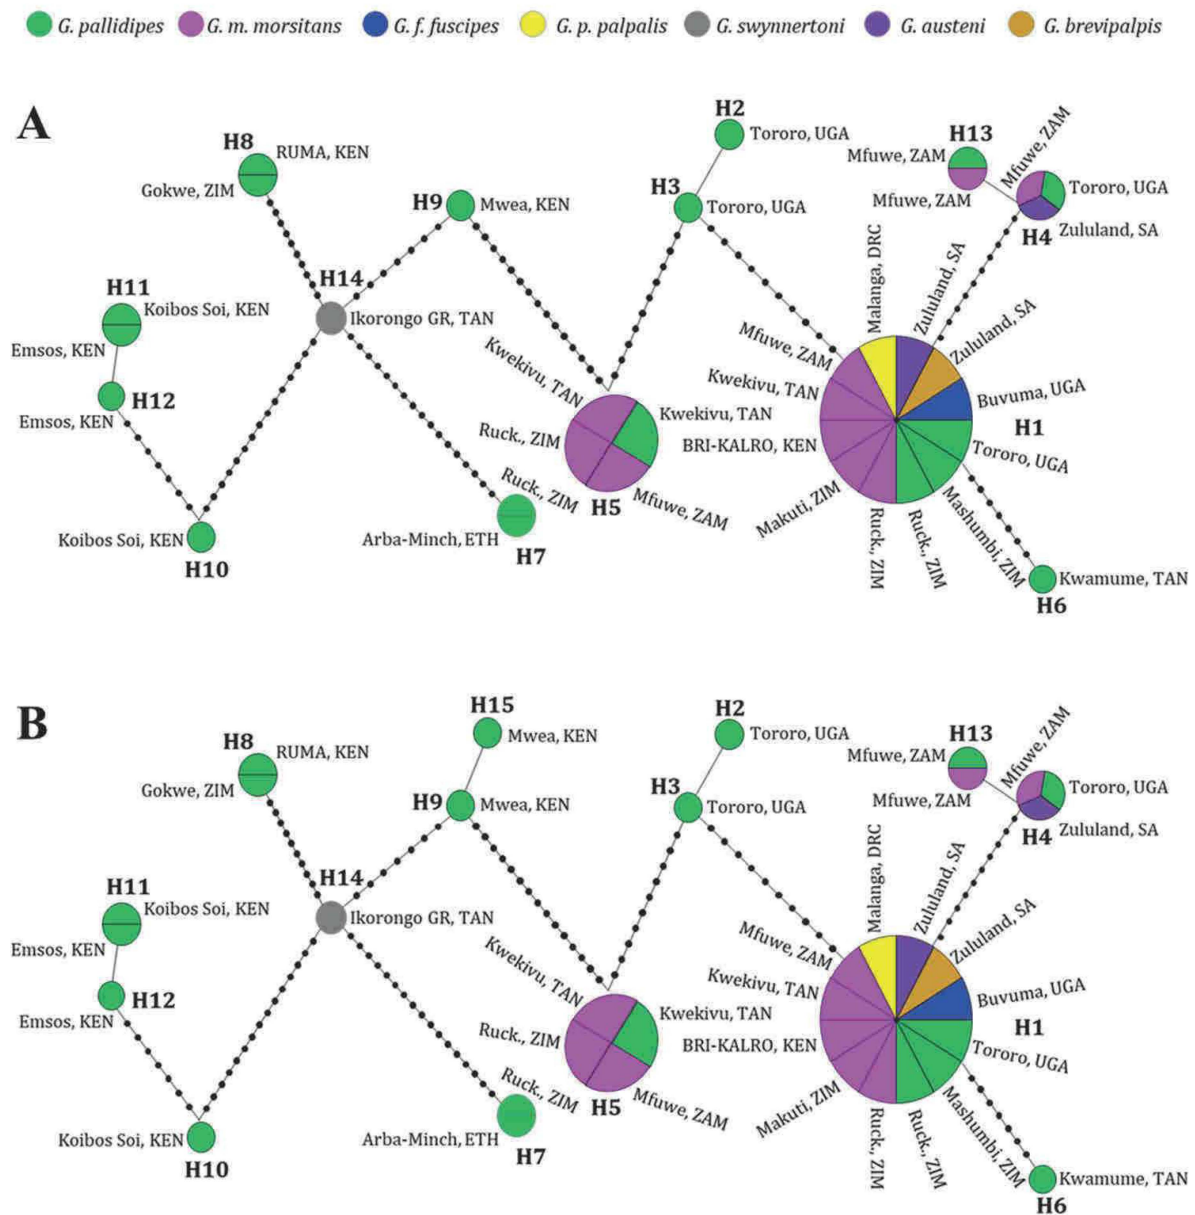 G. pallidipes G. m. morsitans G. f. fuscipes G. p. palpalis G. swynnertoni G. austeni G. brevipalpis
A
H2
Tororo, UGA
H13
Mfuwe, ZAM
Mfuwe, ZAM
Mfuwe, ZAM
H8
RUMA, KEN
Gokwe, ZIM
H9
Mwea, KEN
H3
Tororo, UGA
Tororo, UGA
H4
Zululand, SA
H14
Ikorongo GR, TAN
H11
Koibos Soi, KEN
Emsos, KEN
H12
Emsos, KEN
Koibos Soi, KEN
H10
Kwekivu, TAN
Kwekivu, TAN
Ruck., ZIM
Ruck., ZIM
H5
Mfuwe, ZAM
Arba-Minch, ETH
H7
Malanga, DRC
Zululand, SA
Zululand, SA
Mfuwe, ZAM
Kwekivu, TAN
BRI-KALRO, KEN
Makuti, ZIM
Ruck., ZIM
Ruck., ZIM
Mashumbi, ZIM
Tororo, UGA
Buvuma, UGA
H1
Kwamume, TAN
H6
B
H15
Mwea, KEN
H2
Tororo, UGA
H13
Mfuwe, ZAM
Mfuwe, ZAM
Mfuwe, ZAM
H8
RUMA, KEN
Gokwe, ZIM
H9
Mwea, KEN
H3
Tororo, UGA
Tororo, UGA
H4
Zululand, SA
H14
Ikorongo GR, TAN
H11
Koibos Soi, KEN
Emsos, KEN
H12
Emsos, KEN
Koibos Soi, KEN
H10
Kwekivu, TAN
Kwekivu, TAN
Ruck., ZIM
Ruck., ZIM
H5
Mfuwe, ZAM
Arba-Minch, ETH
H7
Malanga, DRC
Zululand, SA
Zululand, SA
Mfuwe, ZAM
Kwekivu, TAN
BRI-KALRO, KEN
Makuti, ZIM
Ruck., ZIM
Ruck., ZIM
Mashumbi, ZIM
Tororo, UGA
Buvuma, UGA
H1
Kwamume, TAN
H6